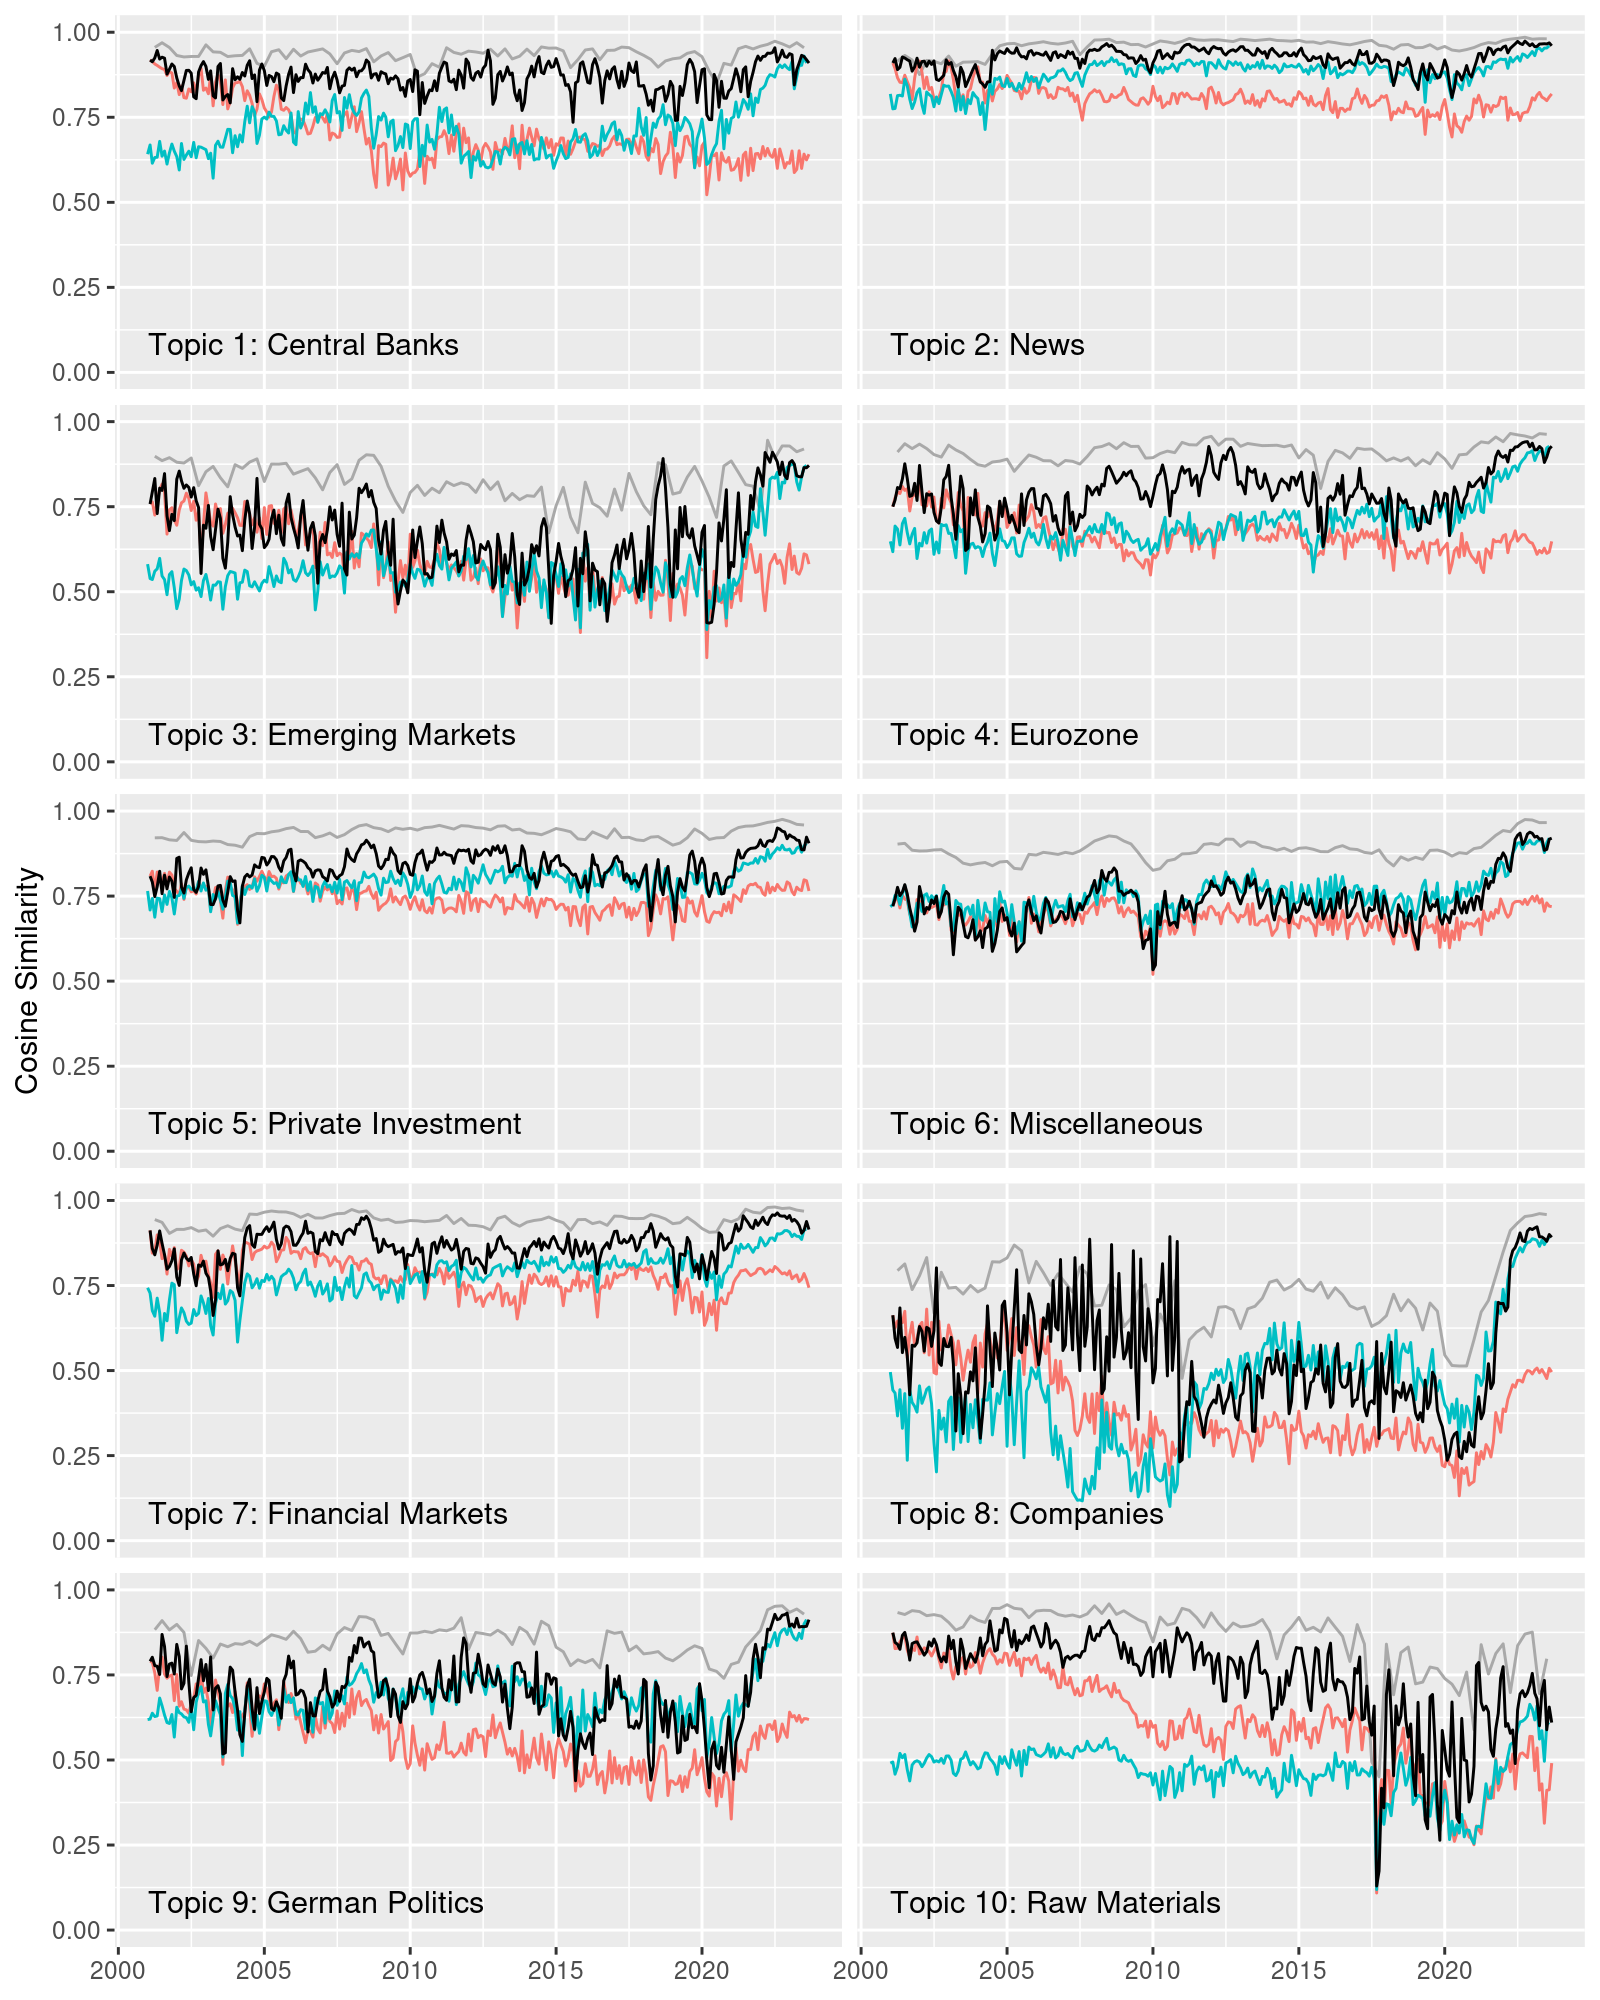 1.00
0.75
0.50
0.25
0.00
Topic 1: Central Banks
Topic 2: News
1.00
0.75
0.50
0.25
0.00
Topic 3: Emerging Markets
Topic 4: Eurozone
1.00
0.75
0.50
0.25
0.00
Topic 5: Private Investment
Topic 6: Miscellaneous
Cosine Similarity
1.00
0.75
0.50
0.25
0.00
Topic 7: Financial Markets
Topic 8: Companies
1.00
0.75
0.50
0.25
0.00
Topic 9: German Politics
Topic 10: Raw Materials
2000 2005 2010 2015 2020
2000 2005 2010 2015 2020